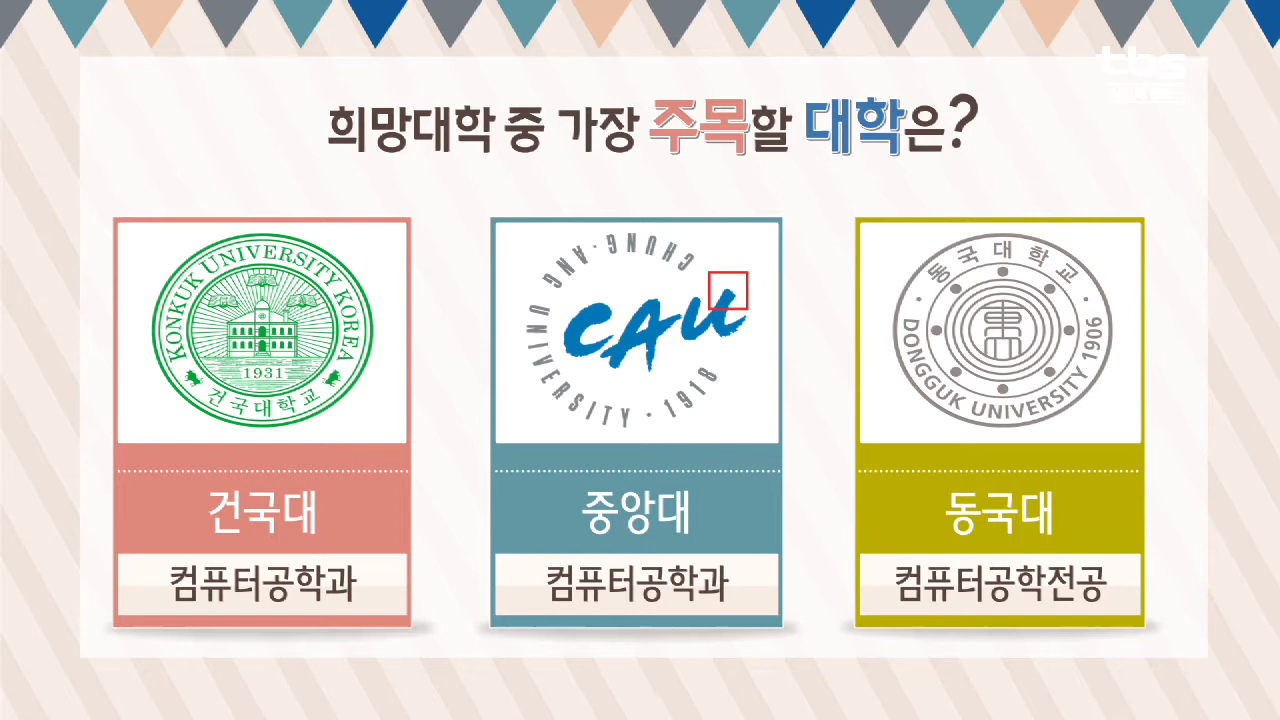 tbs
희망대학 중 가장 주목할 대학은?
KONKUK UNIVERSITY KOREA
1931
건국대학교
CHUNG·ANG UNIVERSITY · 1918
CAU
동국대학교
DONGGUK UNIVERSITY 1906
건국대
중앙대
동국대
컴퓨터공학과
컴퓨터공학과
컴퓨터공학전공